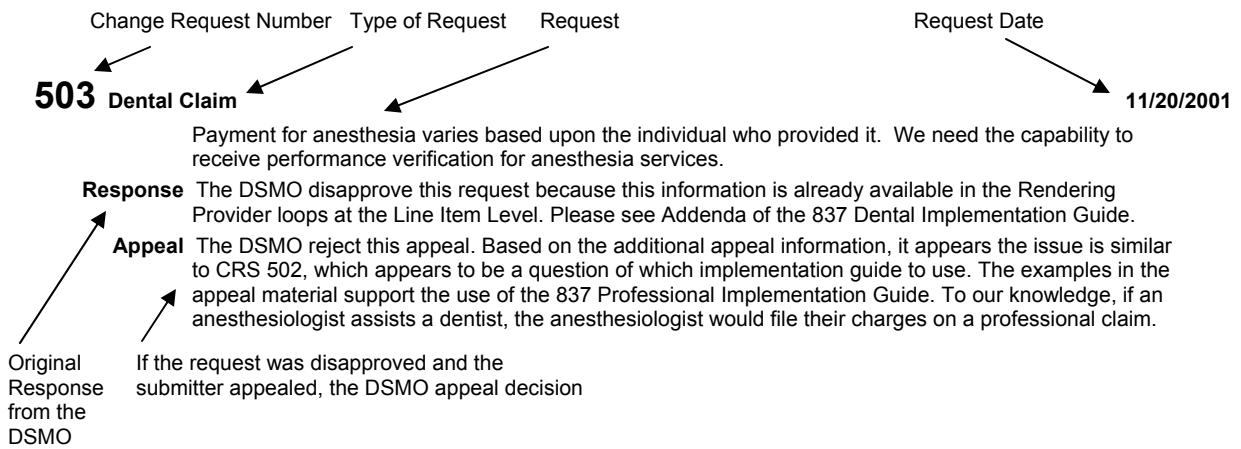 Change Request Number Type of Request Request Request Date
503 Dental Claim 11/20/2001
Payment for anesthesia varies based upon the individual who provided it. We need the capability to
receive performance verification for anesthesia services.
Response The DSMO disapprove this request because this information is already available in the Rendering
Provider loops at the Line Item Level. Please see Addenda of the 837 Dental Implementation Guide.
Appeal The DSMO reject this appeal. Based on the additional appeal information, it appears the issue is similar
to CRS 502, which appears to be a question of which implementation guide to use. The examples in the
appeal material support the use of the 837 Professional Implementation Guide. To our knowledge, if an
anesthesiologist assists a dentist, the anesthesiologist would file their charges on a professional claim.
Original
Response
from the
DSMO
If the request was disapproved and the
submitter appealed, the DSMO appeal decision